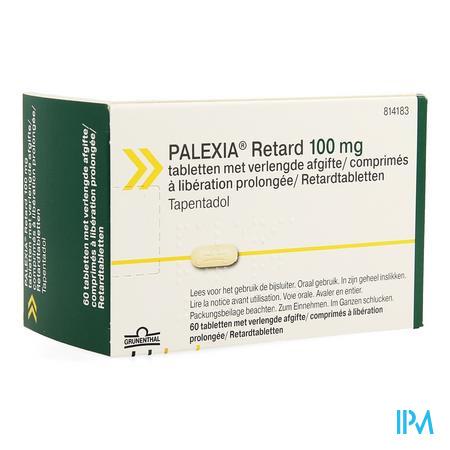 814183
PALEXIA® Retard 100 mg
tabletten met verlengde afgifte/ comprimés
à libération prolongée/ Retardtabletten
Tapentadol
Lees voor het gebruik de bijsluiter. Oraal gebruik. In zijn geheel inslikken.
Lire la notice avant utilisation. Voie orale. Avaler en entier.
Packungsbeilage beachten. Zum Einnehmen. Im Ganzen schlucken.
60 tabletten met verlengde afgifte/ comprimés à libération
prolongée/ Retardtabletten
GRÜNENTHAL
PALEXIA® Retard 100 mg
tabletten met verlengde afgifte/
comprimés à libération prolongée/
Retardtabletten
Tapentadol
60 tabletten met verlengde afgifte/
comprimés à libération prolongée/
Retardtabletten
IPM